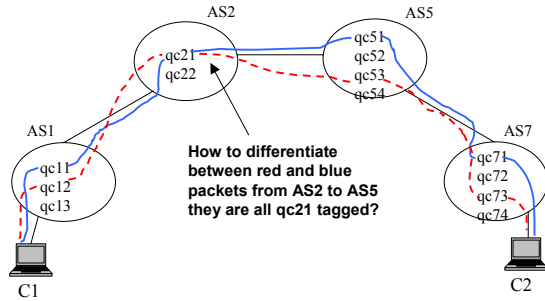 AS2
AS5
qc21
qc22
qc51
qc52
qc53
qc54
AS1
AS7
qc11
qc12
qc13
How to differentiate
between red and blue
packets from AS2 to AS5
they are all qc21 tagged?
qc71
qc72
qc73
qc74
C1
C2